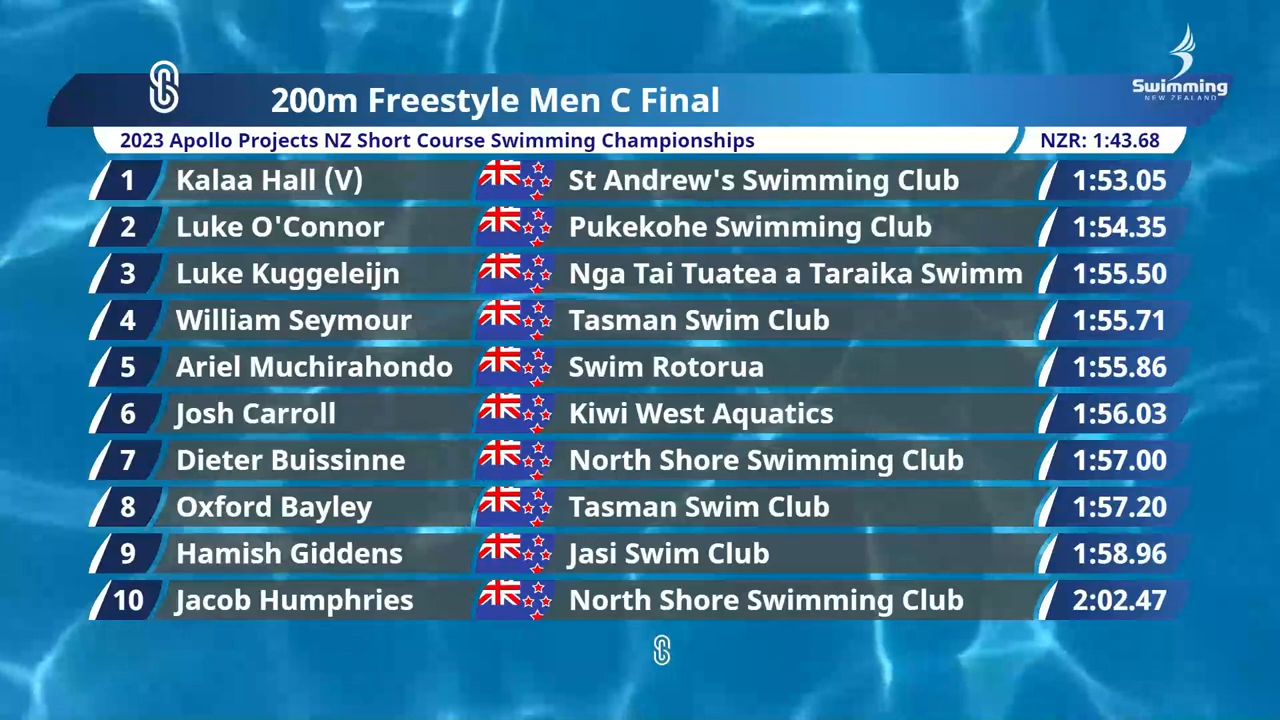 200m Freestyle Men C Final
Swimming
NEW ZEALAND
2023 Apollo Projects NZ Short Course Swimming Championships NZR: 1:43.68
1 Kalaa Hall (V) St Andrew's Swimming Club 1:53.05
2 Luke O'Connor Pukekohe Swimming Club 1:54.35
3 Luke Kuggeleijn Nga Tai Tuatea a Taraika Swimm 1:55.50
4 William Seymour Tasman Swim Club 1:55.71
5 Ariel Muchirahondo Swim Rotorua 1:55.86
6 Josh Carroll Kiwi West Aquatics 1:56.03
7 Dieter Buissinne North Shore Swimming Club 1:57.00
8 Oxford Bayley Tasman Swim Club 1:57.20
9 Hamish Giddens Jasi Swim Club 1:58.96
10 Jacob Humphries North Shore Swimming Club 2:02.47